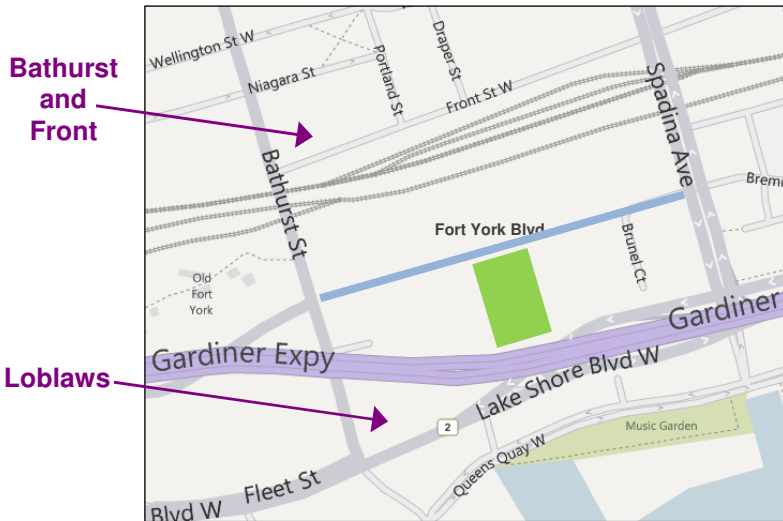 Wellington St W
Niagara St
Portland St
Draper St
Front St W
Spadina Ave
Bathurst
and
Front
Bathurst St
Fort York Blvd
Brunel Ct
Old
Fort
York
Gardiner Expy
Gardiner
Loblaws
Lake Shore Blvd W
2
Music Garden
Queens Quay W
Fleet St
Blvd W